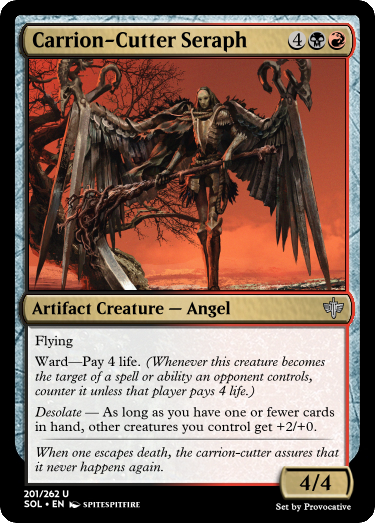 Carrion-Cutter Seraph 4
Artifact Creature — Angel
Flying
Ward—Pay 4 life. (Whenever this creature becomes
the target of a spell or ability an opponent controls,
counter it unless that player pays 4 life.)
Desolate — As long as you have one or fewer cards
in hand, other creatures you control get +2/+0.
When one escapes death, the carrion-cutter assures that
it never happens again.
4/4
201/262 U
SOL • EN SPITESPITFIRE
Set by Provocative